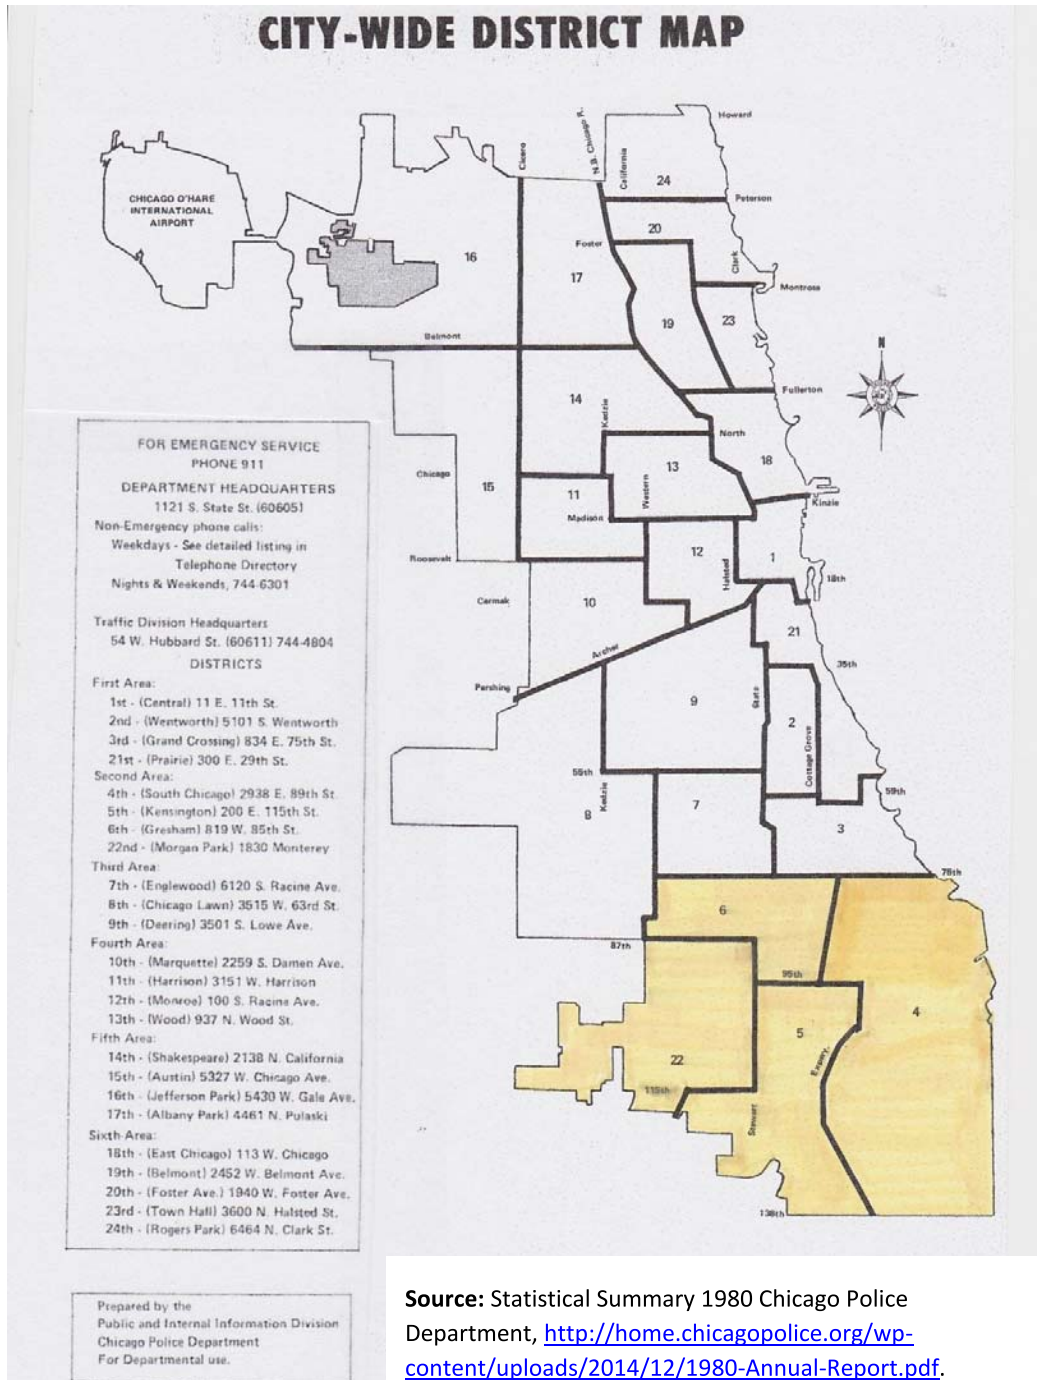 CITY-WIDE DISTRICT MAP
Howard
N.B. Chicago R.
Cicero
California
24
CHICAGO O'HARE
INTERNATIONAL
AIRPORT
Peterson
20
Foster
Clark
16
17
Montrose
19
23
Belmont
N
Fullerton
14
Kedzie
North
18
13
Chicago
15
11
Western
Kinzie
Madison
12
Halsted
1
Roosevelt
18th
Cermak
10
21
Archer
35th
Pershing
9
State
2
Cottage Grove
55th
Kedzie
59th
8
7
3
75th
6
87th
95th
4
5
Expwy.
22
115th
Stewart
138th
FOR EMERGENCY SERVICE
PHONE 911
DEPARTMENT HEADQUARTERS
1121 S. State St. (60605)
Non-Emergency phone calls:
Weekdays - See detailed listing in
Telephone Directory
Nights & Weekends, 744-6301
Traffic Division Headquarters
54 W. Hubbard St. (60611) 744-4804
DISTRICTS
First Area:
1st - (Central) 11 E. 11th St.
2nd - (Wentworth) 5101 S. Wentworth
3rd - (Grand Crossing) 834 E. 75th St.
21st - (Prairie) 300 E. 29th St.
Second Area:
4th - (South Chicago) 2938 E. 89th St.
5th - (Kensington) 200 E. 115th St.
6th - (Gresham) 819 W. 85th St.
22nd - (Morgan Park) 1830 Monterey
Third Area:
7th - (Englewood) 6120 S. Racine Ave.
8th - (Chicago Lawn) 3515 W. 63rd St.
9th - (Deering) 3501 S. Lowe Ave.
Fourth Area:
10th - (Marquette) 2259 S. Damen Ave.
11th - (Harrison) 3151 W. Harrison
12th - (Monroe) 100 S. Racine Ave.
13th - (Wood) 937 N. Wood St.
Fifth Area:
14th - (Shakespeare) 2138 N. California
15th - (Austin) 5327 W. Chicago Ave.
16th - (Jefferson Park) 5430 W. Gale Ave.
17th - (Albany Park) 4461 N. Pulaski
Sixth Area:
18th - (East Chicago) 113 W. Chicago
19th - (Belmont) 2452 W. Belmont Ave.
20th - (Foster Ave.) 1940 W. Foster Ave.
23rd - (Town Hall) 3600 N. Halsted St.
24th - (Rogers Park) 6464 N. Clark St.
Prepared by the
Public and Internal Information Division
Chicago Police Department
For Departmental use.
Source: Statistical Summary 1980 Chicago Police
Department, http://home.chicagopolice.org/wp-
content/uploads/2014/12/1980-Annual-Report.pdf.